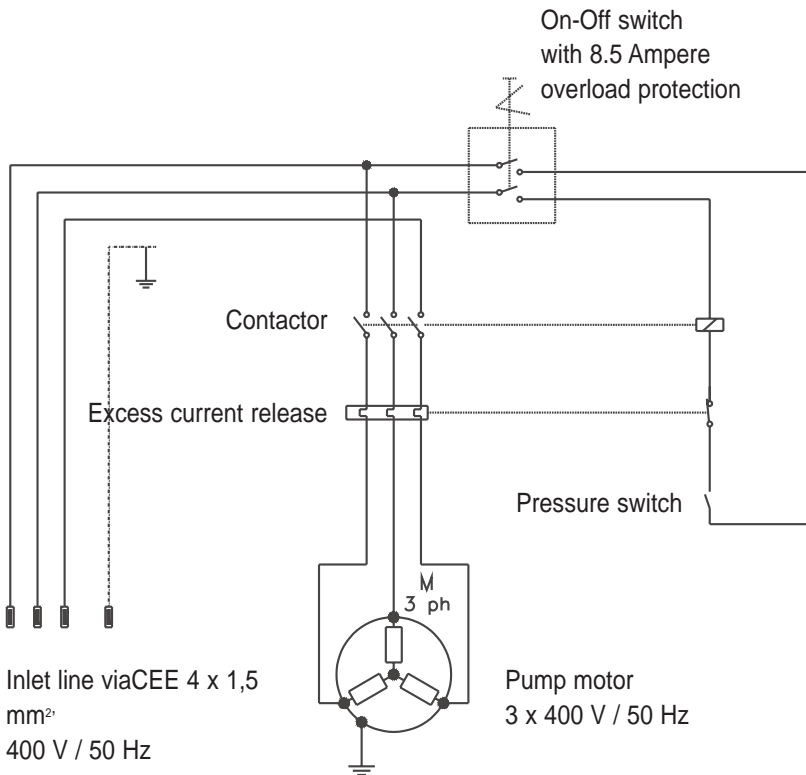 On-Off switch
with 8.5 Ampere
overload protection
Contactor
Excess current release
Pressure switch
M
3 ph
Inlet line viaCEE 4 x 1,5
mm²,
400 V / 50 Hz
Pump motor
3 x 400 V / 50 Hz